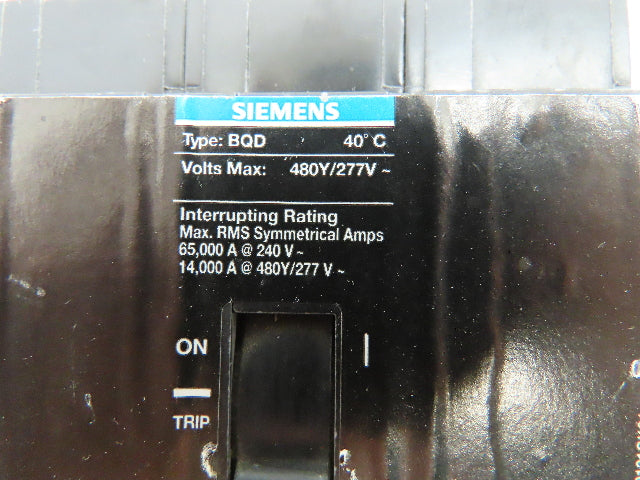 SIEMENS
Type: BQD 40°C
Volts Max: 480Y/277V ~
Interrupting Rating
Max. RMS Symmetrical Amps
65,000 A @ 240 V ~
14,000 A @ 480Y/277 V ~
ON |
TRIP